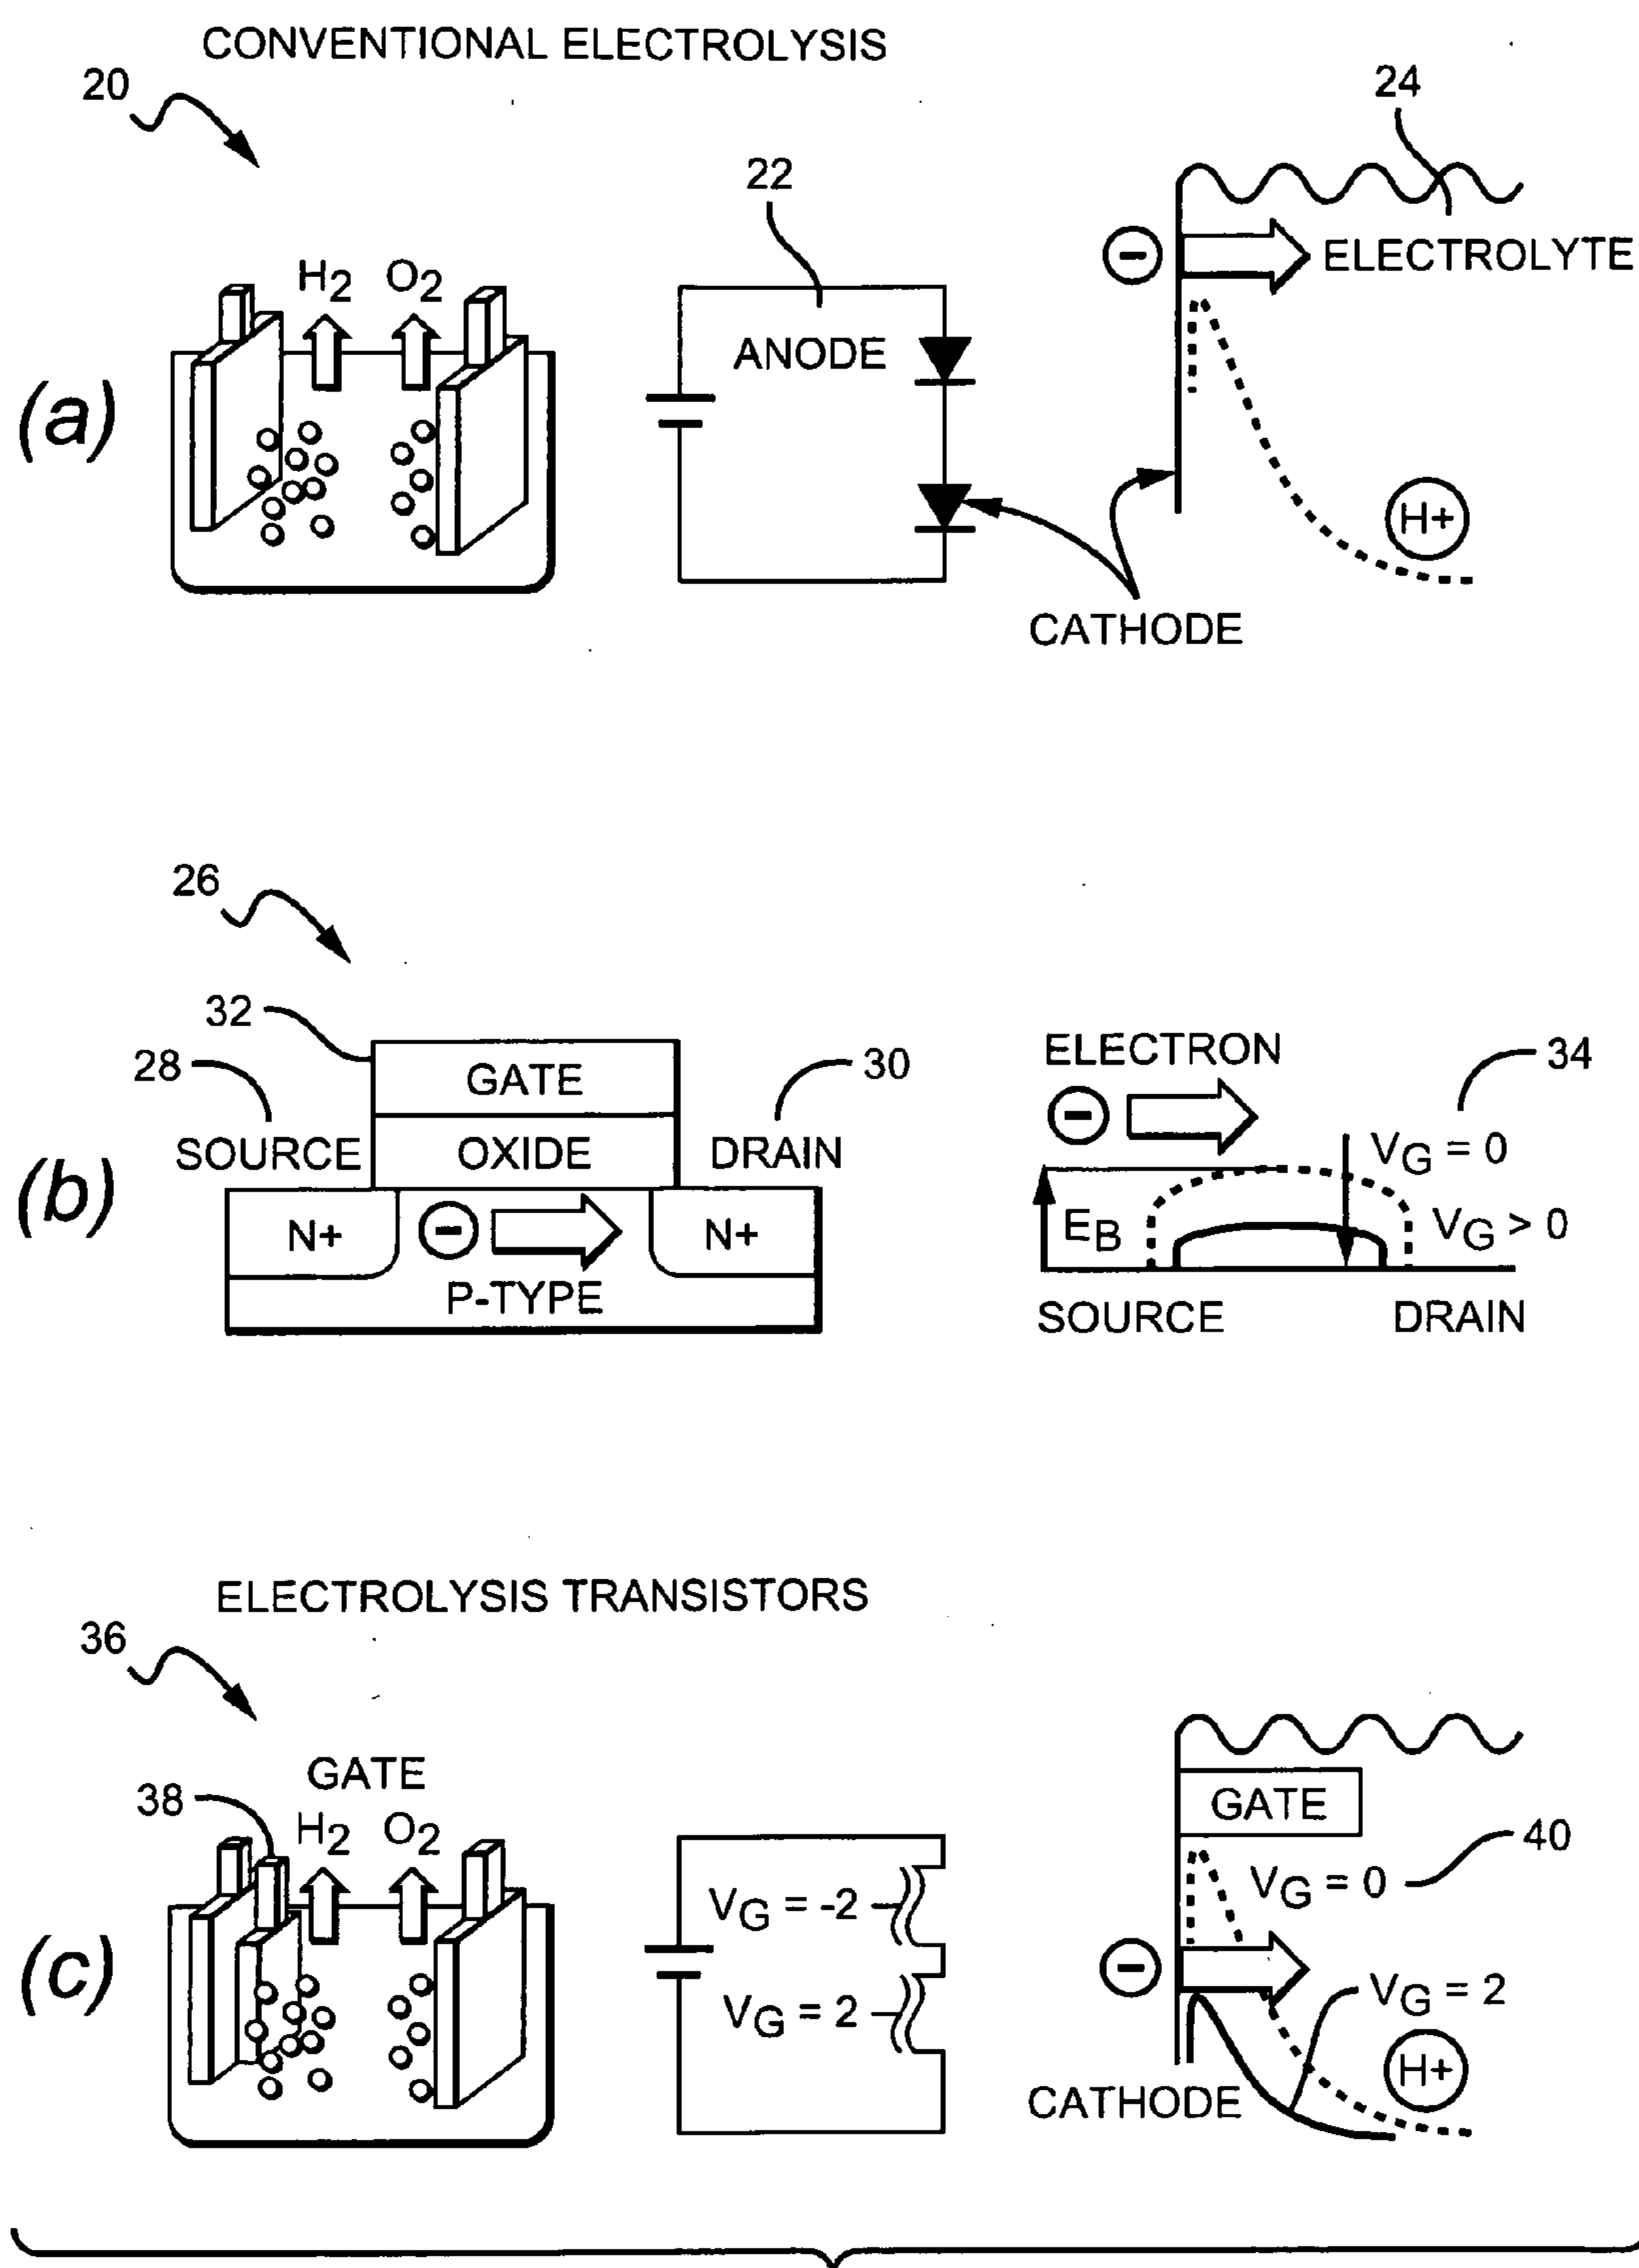 CONVENTIONAL ELECTROLYSIS
20
22
24
H2 O2
ANODE
ELECTROLYTE
(a)
H+
CATHODE
26
32
28
30
GATE
SOURCE
OXIDE
DRAIN
N+
N+
P-TYPE
(b)
ELECTRON
34
VG = 0
EB
VG > 0
SOURCE
DRAIN
ELECTROLYSIS TRANSISTORS
36
38
GATE
H2 O2
(c)
VG = -2
VG = 2
GATE
40
VG = 0
VG = 2
H+
CATHODE